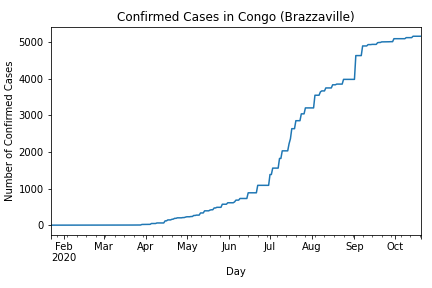 Confirmed Cases in Congo (Brazzaville)
Number of Confirmed Cases
5000
4000
3000
2000
1000
0
Feb Mar Apr May Jun Jul Aug Sep Oct
2020
Day